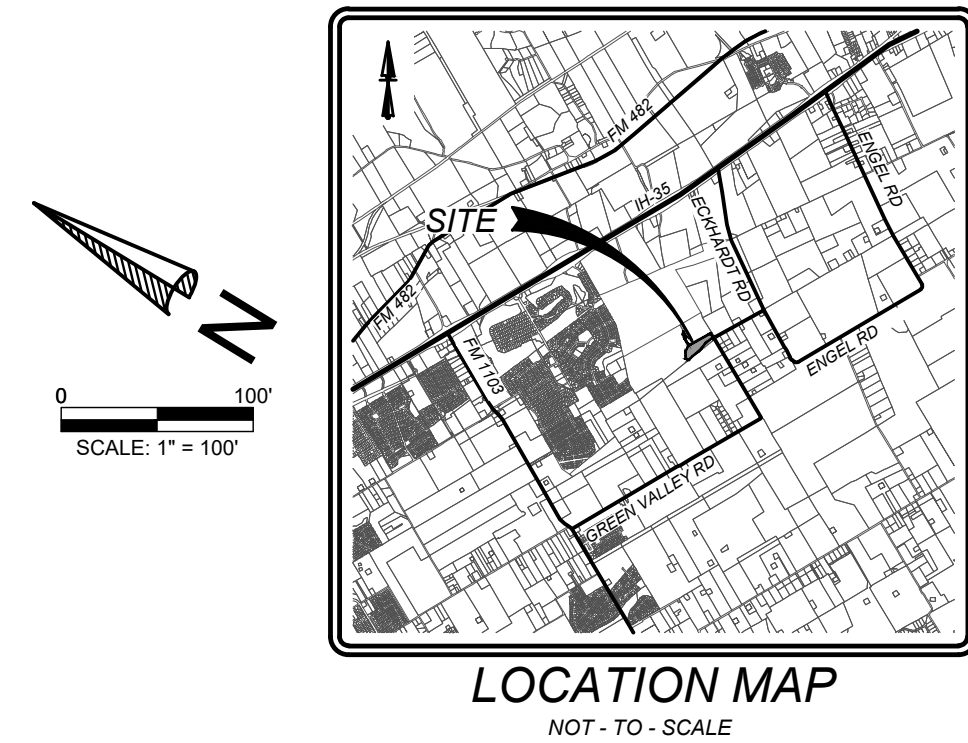 FM 482
IH-35
ENGEL RD
SITE
ECKHARDT RD
FM 482
FM 1103
ENGEL RD
GREEN VALLEY RD
N
0 100'
SCALE: 1" = 100'
LOCATION MAP
NOT - TO - SCALE